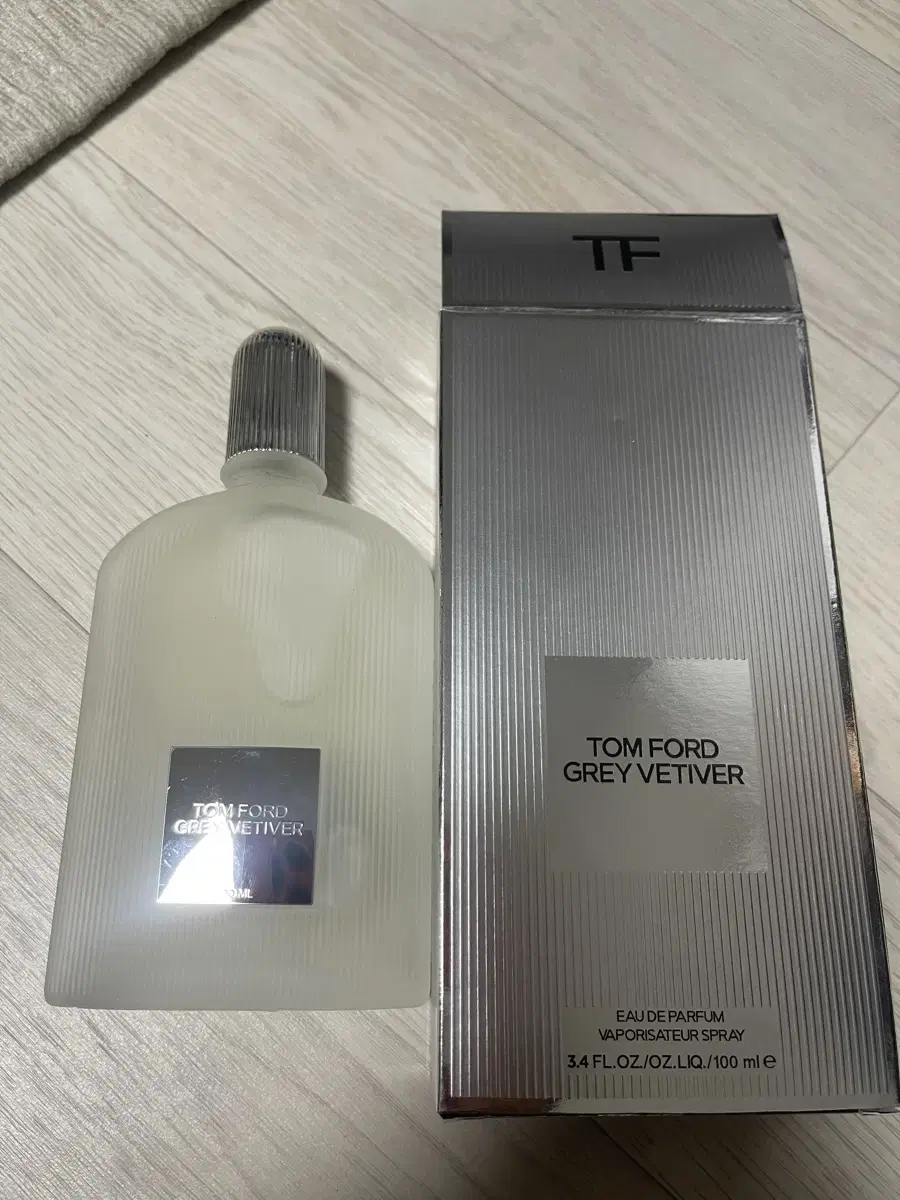 TF
TOM FORD
GREY VETIVER
TOM FORD
GREY VETIVER
EAU DE PARFUM
VAPORISATEUR SPRAY
3.4 FL.OZ./OZ.LIQ./100 ml ℮